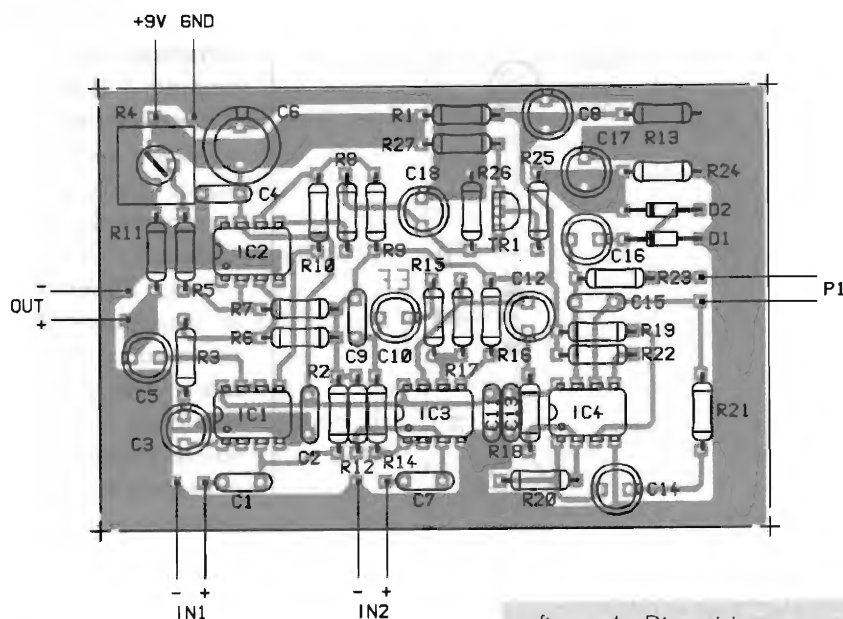 +9V GND
R4
C6
R1
C8
R13
R27
C17
R8
C18
R26
R25
R24
C4
D2
R11
IC2
R10
R9
TR1
C16
D1
R15
C12
R23
OUT - +
R5
R7
C15
P1
R6
R19
C9
C10
R17
R16
R22
C5
R3
R2
C3
IC1
IC3
C13
IC4
R21
C2
R12
R14
R18
C1
C7
R20
C14
- + - +
IN1 IN2